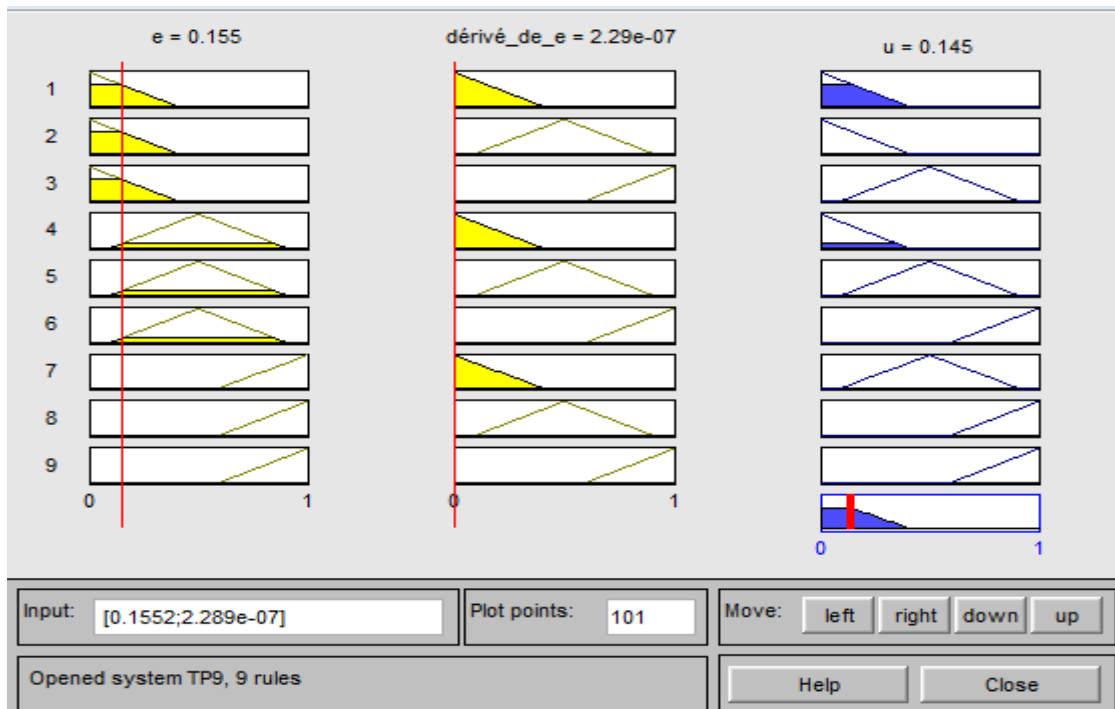 e = 0.155 dérivé_de_e = 2.29e-07 u = 0.145
1
2
3
4
5
6
7
8
9
0 1 0 1
0 1
Input: [0.1552;2.289e-07] Plot points: 101 Move: left right down up
Opened system TP9, 9 rules Help Close